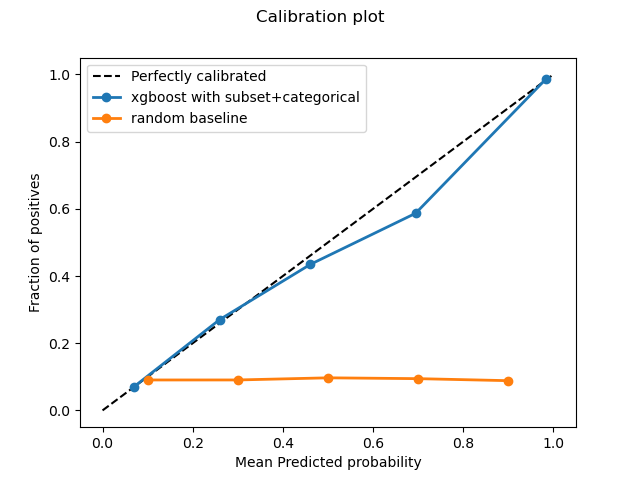 Calibration plot
Perfectly calibrated
xgboost with subset+categorical
random baseline
1.0
0.8
0.6
0.4
0.2
0.0
Fraction of positives
0.0 0.2 0.4 0.6 0.8 1.0
Mean Predicted probability